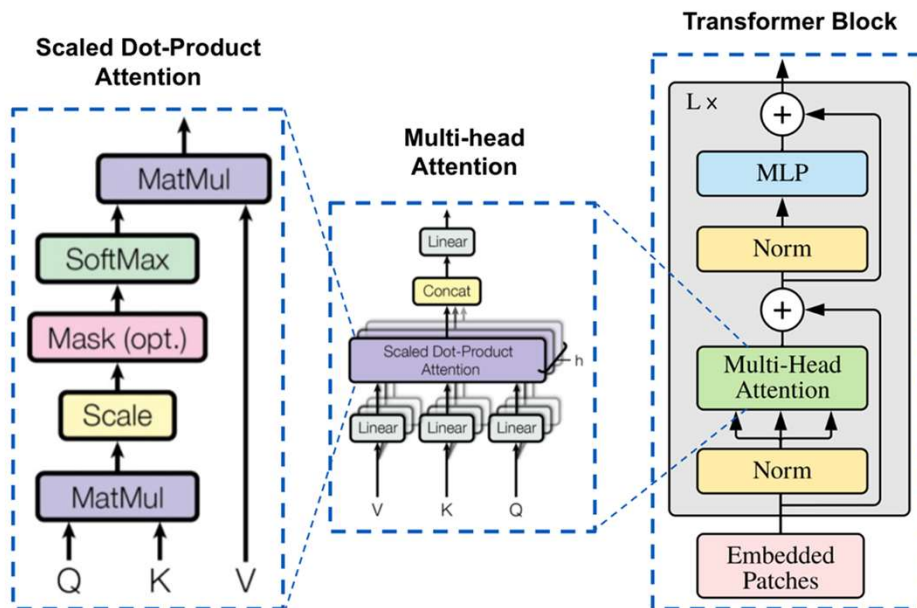 Scaled Dot-Product
Attention
MatMul
SoftMax
Mask (opt.)
Scale
MatMul
Q K V
Multi-head
Attention
Linear
Concat
Scaled Dot-Product
Attention
h
Linear Linear Linear
V K Q
Transformer Block
L ×
+
MLP
Norm
+
Multi-Head
Attention
Norm
Embedded
Patches